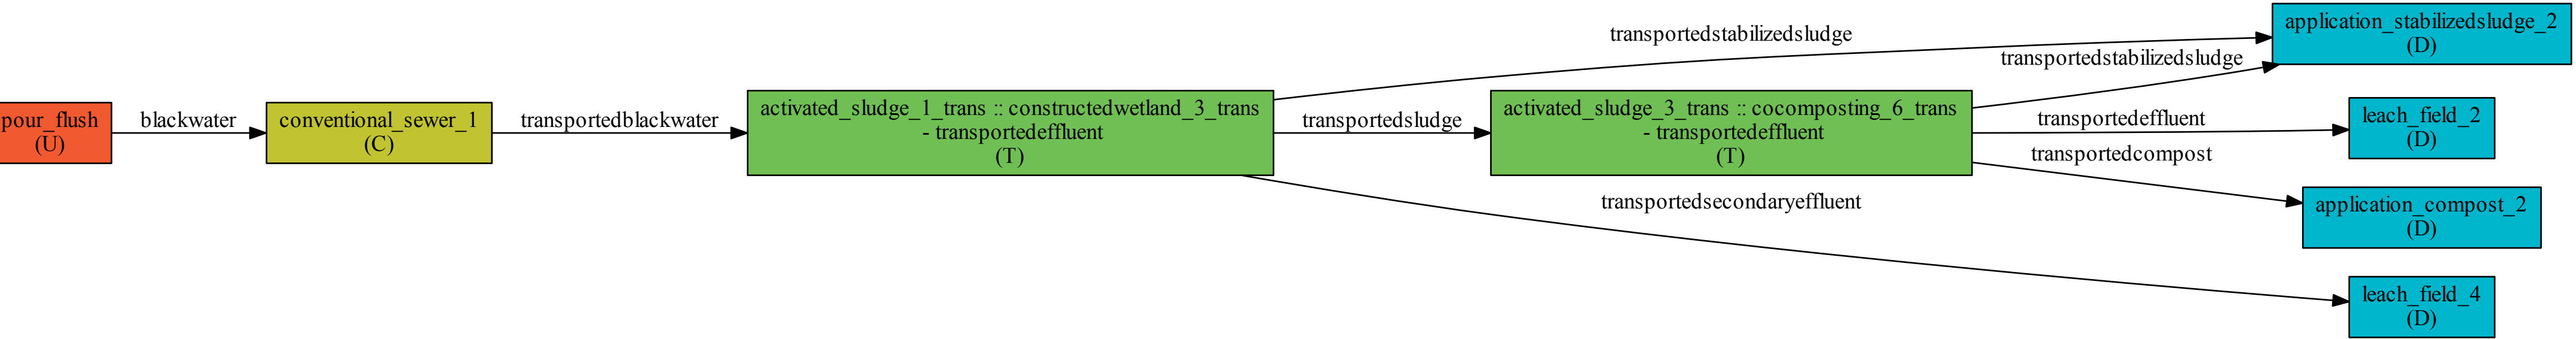 pour_flush
(U)
blackwater
conventional_sewer_1
(C)
transportedblackwater
activated_sludge_1_trans :: constructedwetland_3_trans
- transportedeffluent
(T)
transportedstabilizedsludge
transportedsludge
transportedsecondaryeffluent
activated_sludge_3_trans :: cocomposting_6_trans
- transportedeffluent
(T)
transportedstabilizedsludge
transportedeffluent
transportedcompost
application_stabilizedsludge_2
(D)
leach_field_2
(D)
application_compost_2
(D)
leach_field_4
(D)